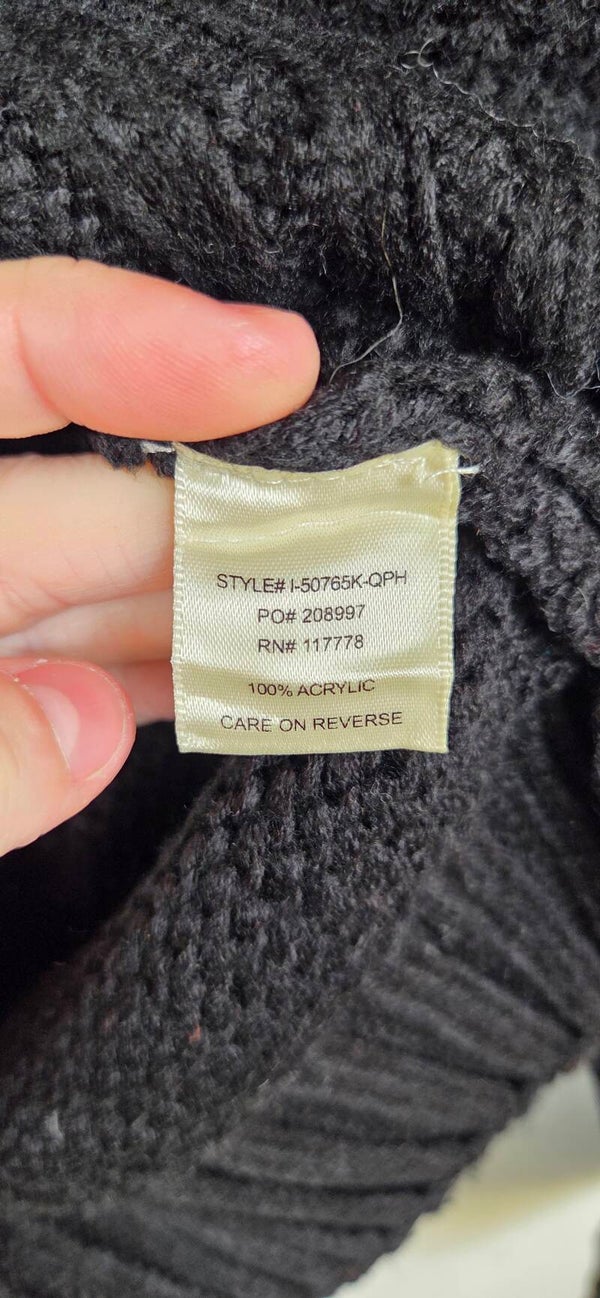 STYLE# I-50765K-QPH
PO# 208997
RN# 117778
100% ACRYLIC
CARE ON REVERSE